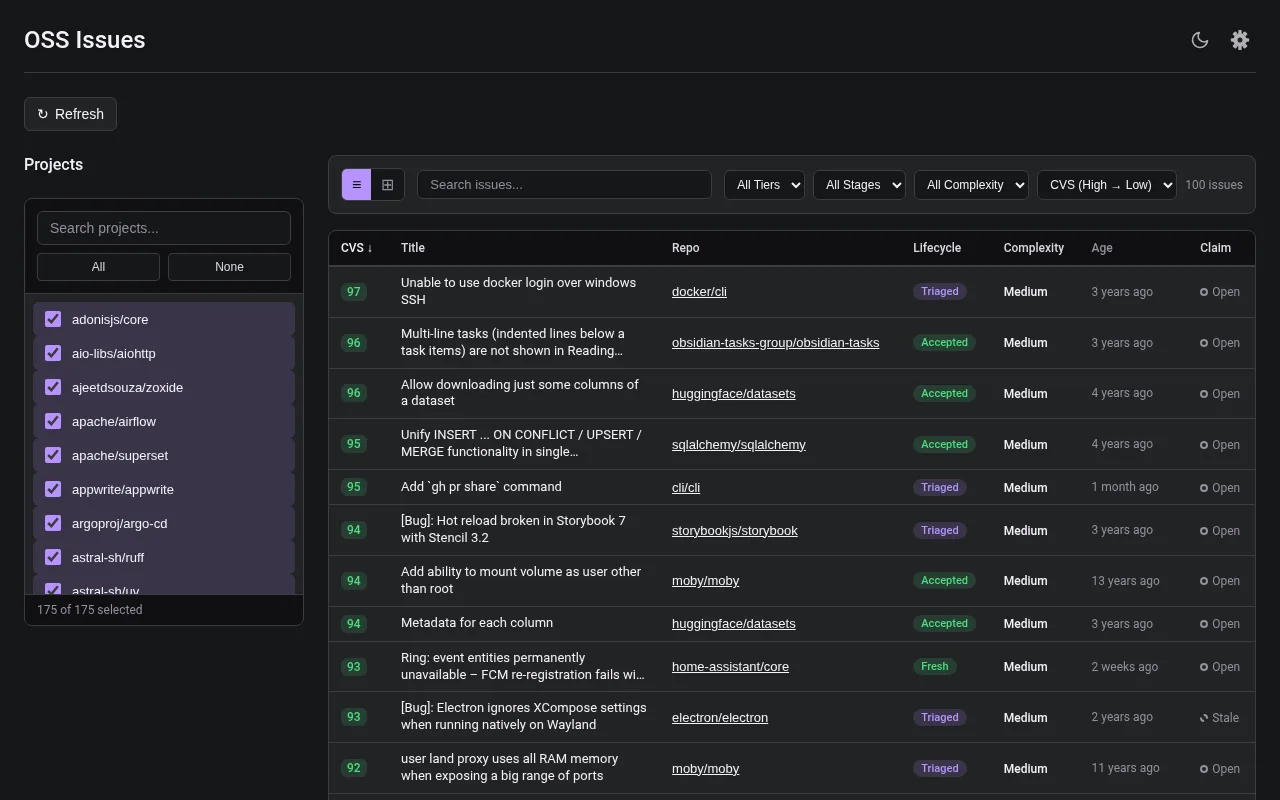 OSS Issues
↻ Refresh
Projects
Search projects...
All
None
adonisjs/core
aio-libs/aiohttp
ajeetdsouza/zoxide
apache/airflow
apache/superset
appwrite/appwrite
argoproj/argo-cd
astral-sh/ruff
astral-sh/uv
175 of 175 selected
Search issues...
All Tiers
All Stages
All Complexity
CVS (High → Low)
100 issues
CVS ↓ Title Repo Lifecycle Complexity Age Claim
97 Unable to use docker login over windows
SSH
docker/cli Triaged Medium 3 years ago Open
96 Multi-line tasks (indented lines below a
task items) are not shown in Reading…
obsidian-tasks-group/obsidian-tasks Accepted Medium 3 years ago Open
96 Allow downloading just some columns of
a dataset
huggingface/datasets Accepted Medium 4 years ago Open
95 Unify INSERT ... ON CONFLICT / UPSERT /
MERGE functionality in single…
sqlalchemy/sqlalchemy Accepted Medium 4 years ago Open
95 Add `gh pr share` command cli/cli Triaged Medium 1 month ago Open
94 [Bug]: Hot reload broken in Storybook 7
with Stencil 3.2
storybookjs/storybook Triaged Medium 3 years ago Open
94 Add ability to mount volume as user other
than root
moby/moby Accepted Medium 13 years ago Open
94 Metadata for each column huggingface/datasets Accepted Medium 3 years ago Open
93 Ring: event entities permanently
unavailable – FCM re-registration fails wi…
home-assistant/core Fresh Medium 2 weeks ago Open
93 [Bug]: Electron ignores XCompose settings
when running natively on Wayland
electron/electron Triaged Medium 2 years ago Stale
92 user land proxy uses all RAM memory
when exposing a big range of ports
moby/moby Triaged Medium 11 years ago Open